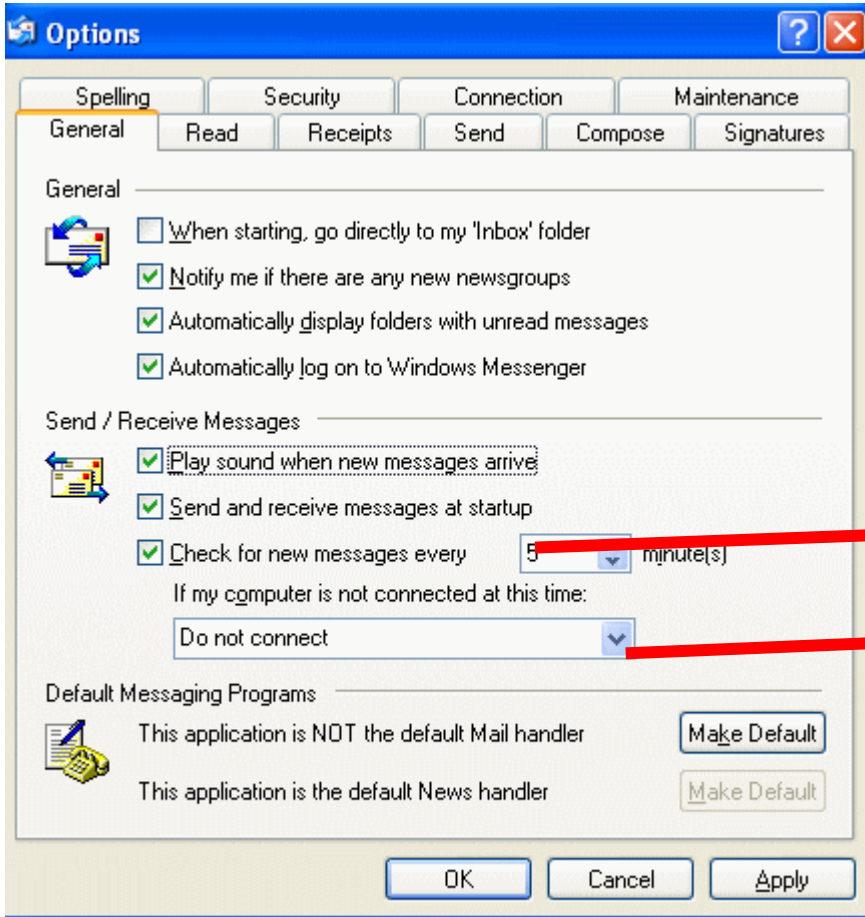 Options
Spelling Security Connection Maintenance
General Read Receipts Send Compose Signatures
General
When starting, go directly to my 'Inbox' folder
Notify me if there are any new newsgroups
Automatically display folders with unread messages
Automatically log on to Windows Messenger
Send / Receive Messages
Play sound when new messages arrive
Send and receive messages at startup
Check for new messages every 5 minute(s)
If my computer is not connected at this time:
Do not connect
Default Messaging Programs
This application is NOT the default Mail handler Make Default
This application is the default News handler Make Default
OK Cancel Apply